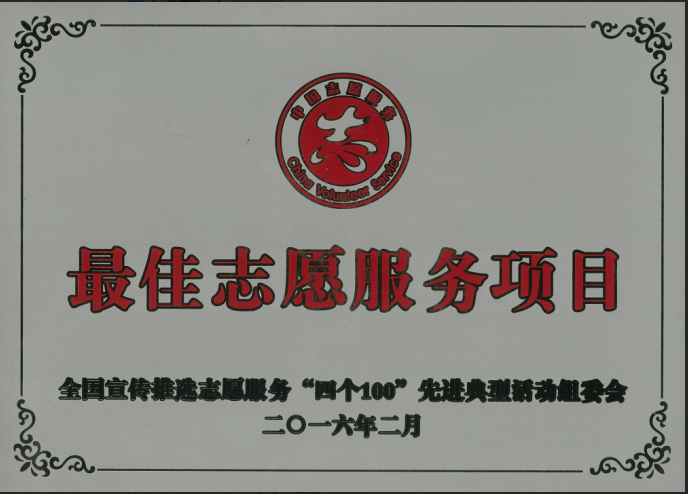 中国志愿服务
China Volunteer Service
最佳志愿服务项目
全国宣传推选志愿服务“四个100”先进典型活动组委会
二〇一六年二月